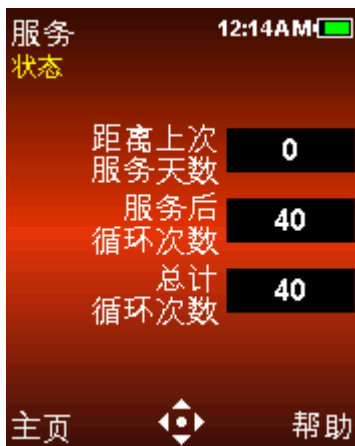 服务 12:14AM
状态
距离上次
服务天数 0
服务后
循环次数 40
总计
循环次数 40
主页 帮助